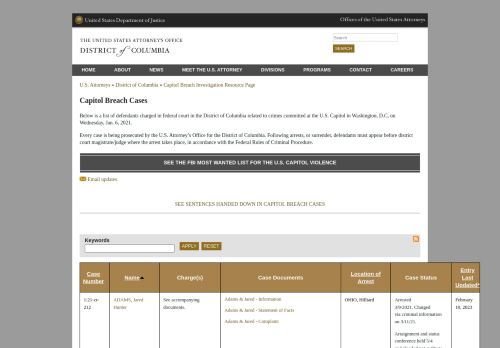 United States Department of Justice
Offices of the United States Attorneys
THE UNITED STATES ATTORNEY'S OFFICE
DISTRICT of COLUMBIA
Search
SEARCH
HOME ABOUT NEWS MEET THE U.S. ATTORNEY DIVISIONS PROGRAMS CONTACT CAREERS
U.S. Attorneys » District of Columbia » Capitol Breach Investigation Resource Page
Capitol Breach Cases
Below is a list of defendants charged in federal court in the District of Columbia related to crimes committed at the U.S. Capitol in Washington, D.C, on
Wednesday, Jan. 6, 2021.
Every case is being prosecuted by the U.S. Attorney's Office for the District of Columbia. Following arrests, or surrender, defendants must appear before
district court magistrate/judge where the arrest takes place, in accordance with the Federal Rules of Criminal Procedure.
SEE THE FBI MOST WANTED LIST FOR THE U.S. CAPITOL VIOLENCE
Email updates
SEE SENTENCES HANDED DOWN IN CAPITOL BREACH CASES
Keywords
APPLY RESET
Case Number Name Charge(s) Case Documents Location of Arrest Case Status Entry Last Updated*
1:21-cr-
212
ADAMS, Jared
Hunter
See accompanying
documents.
Adams & Jared - Information
Adams & Jared - Statement of Facts
Adams & Jared - Complaint
OHIO, Hilliard
Arrested
3/9/2021. Charged
via criminal information
on 3/11/21.
Arraignment and status
conference held 5/4
February
10, 2023